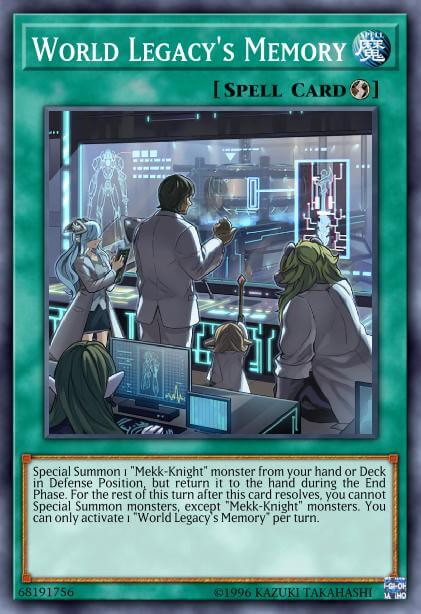 WORLD LEGACY'S MEMORY
SPELL
魔
[SPELL CARD]
Special Summon 1 "Mekk-Knight" monster from your hand or Deck
in Defense Position, but return it to the hand during the End
Phase. For the rest of this turn after this card resolves, you cannot
Special Summon monsters, except "Mekk-Knight" monsters. You
can only activate 1 "World Legacy's Memory" per turn.
68191756
©1996 KAZUKI TAKAHASHI